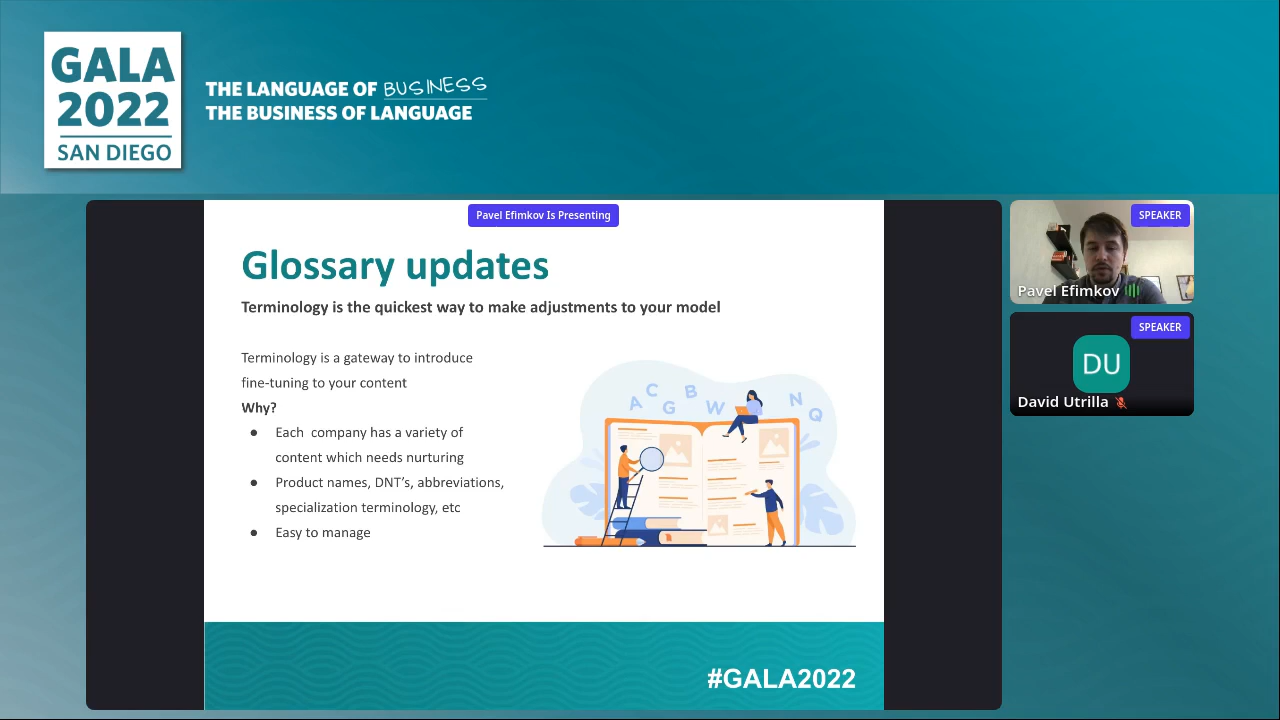 GALA
2022
SAN DIEGO
THE LANGUAGE OF BUSINESS
THE BUSINESS OF LANGUAGE
Pavel Efimkov Is Presenting
Glossary updates
Terminology is the quickest way to make adjustments to your model
Terminology is a gateway to introduce
fine-tuning to your content
Why?
● Each company has a variety of
content which needs nurturing
● Product names, DNT's, abbreviations,
specialization terminology, etc
● Easy to manage
A C G B W N Q
#GALA2022
SPEAKER
Pavel Efimkov
SPEAKER
DU
David Utrilla